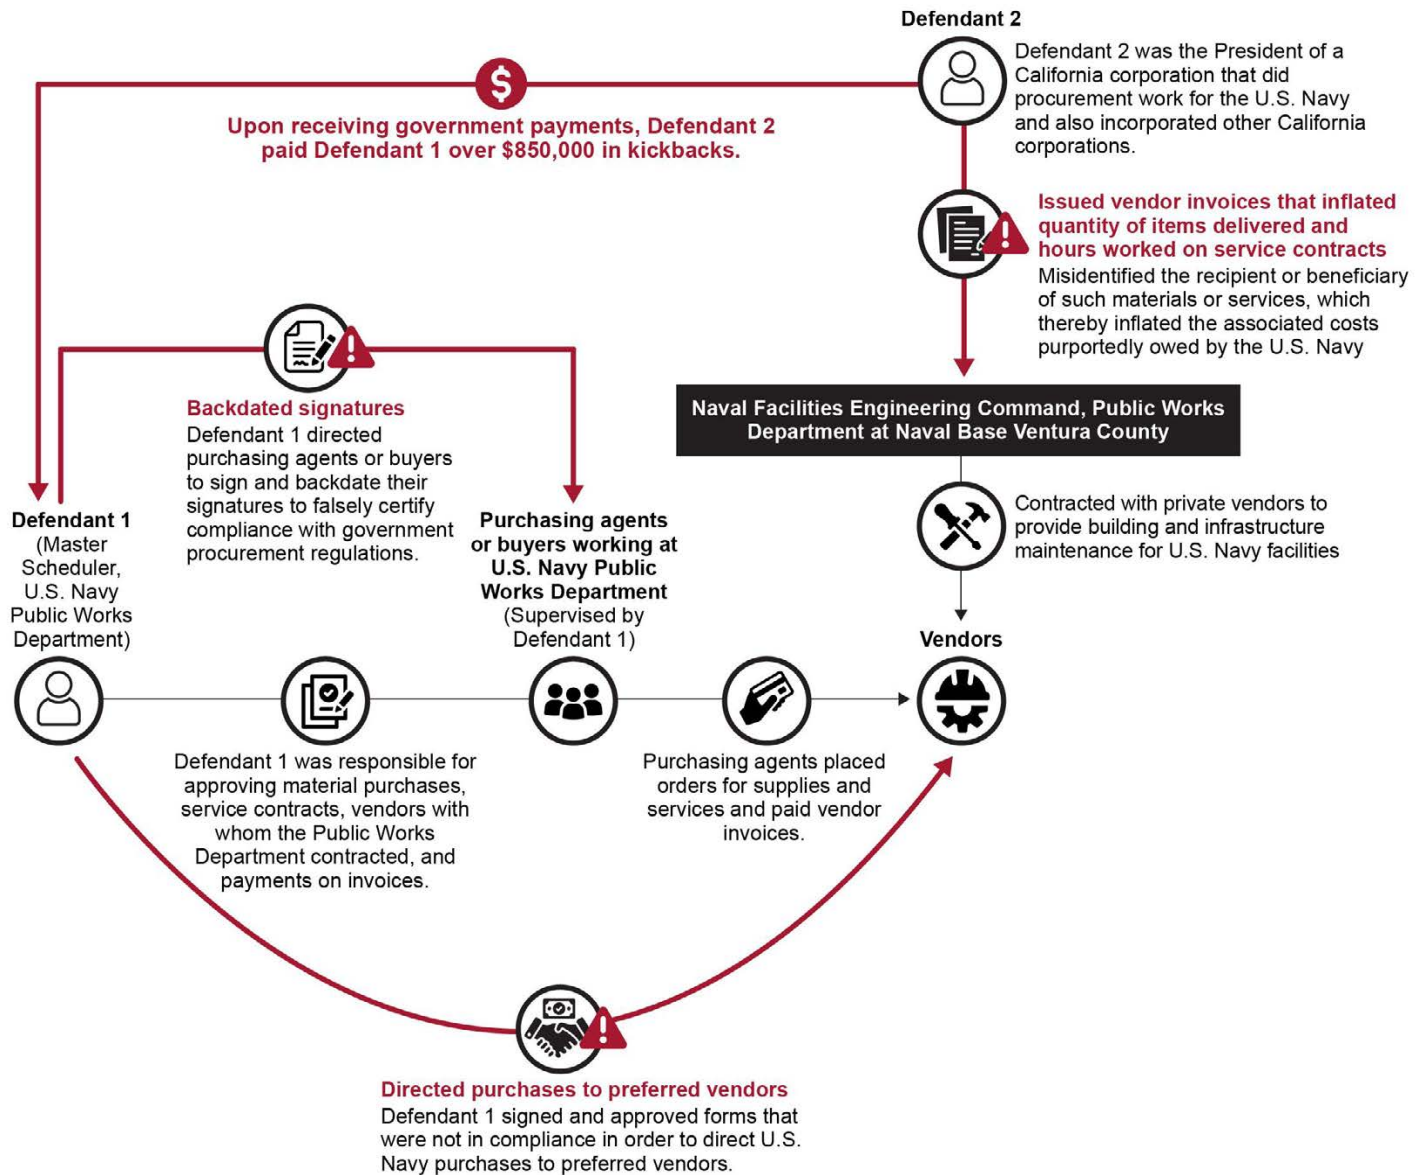 Defendant 2
Defendant 2 was the President of a
California corporation that did
procurement work for the U.S. Navy
and also incorporated other California
corporations.
$
Upon receiving government payments, Defendant 2
paid Defendant 1 over $850,000 in kickbacks.
Issued vendor invoices that inflated
quantity of items delivered and
hours worked on service contracts
Misidentified the recipient or beneficiary
of such materials or services, which
thereby inflated the associated costs
purportedly owed by the U.S. Navy
!
!
Backdated signatures
Defendant 1 directed
purchasing agents or buyers
to sign and backdate their
signatures to falsely certify
compliance with government
procurement regulations.
Naval Facilities Engineering Command, Public Works
Department at Naval Base Ventura County
Contracted with private vendors to
provide building and infrastructure
maintenance for U.S. Navy facilities
Defendant 1
(Master
Scheduler,
U.S. Navy
Public Works
Department)
Purchasing agents
or buyers working at
U.S. Navy Public
Works Department
(Supervised by
Defendant 1)
Vendors
Defendant 1 was responsible for
approving material purchases,
service contracts, vendors with
whom the Public Works
Department contracted, and
payments on invoices.
Purchasing agents placed
orders for supplies and
services and paid vendor
invoices.
!
Directed purchases to preferred vendors
Defendant 1 signed and approved forms that
were not in compliance in order to direct U.S.
Navy purchases to preferred vendors.